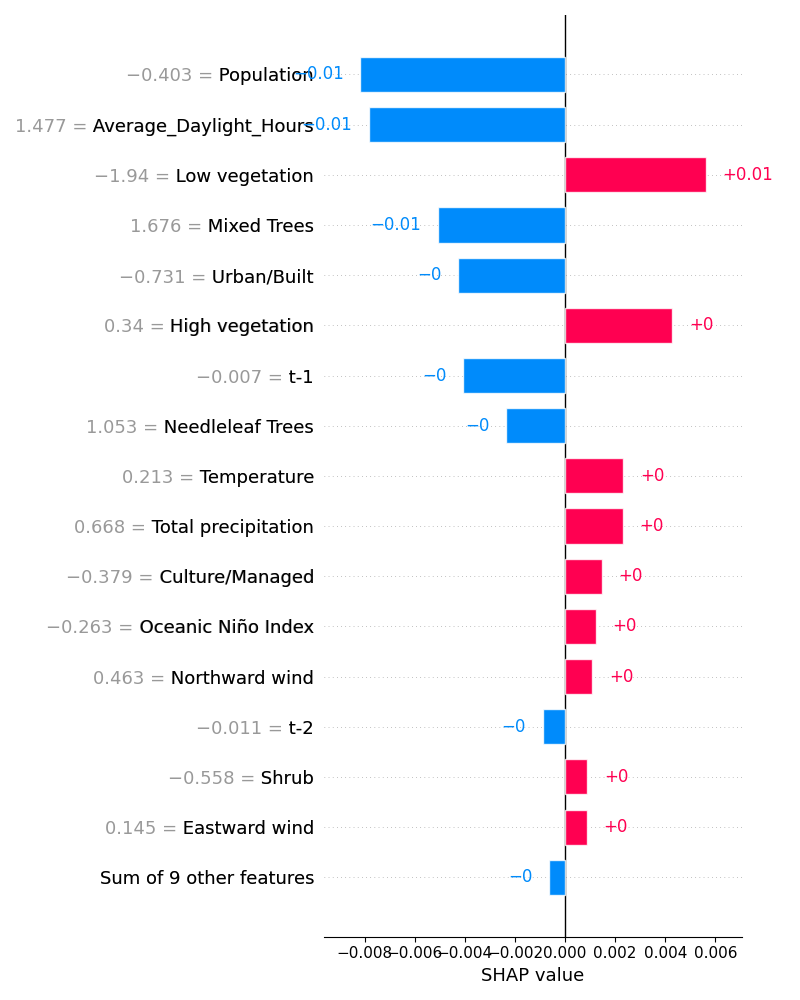 −0.403 = Population −0.01
1.477 = Average_Daylight_Hours −0.01
−1.94 = Low vegetation +0.01
1.676 = Mixed Trees −0.01
−0.731 = Urban/Built −0
0.34 = High vegetation +0
−0.007 = t-1 −0
1.053 = Needleleaf Trees −0
0.213 = Temperature +0
0.668 = Total precipitation +0
−0.379 = Culture/Managed +0
−0.263 = Oceanic Niño Index +0
0.463 = Northward wind +0
−0.011 = t-2 −0
−0.558 = Shrub +0
0.145 = Eastward wind +0
Sum of 9 other features −0
−0.008 −0.006 −0.004 −0.002 0.000 0.002 0.004 0.006
SHAP value